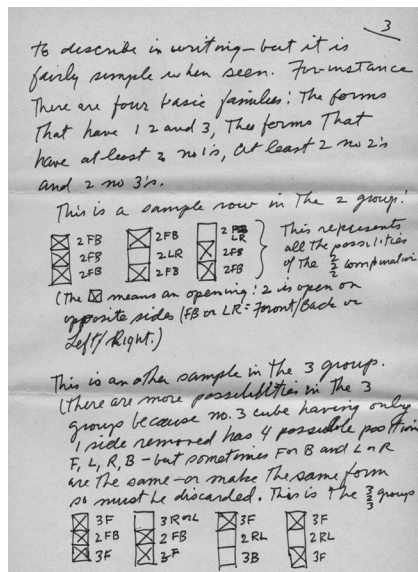 3
to describe in writing – but it is
fairly simple when seen. For instance
There are four basic families: The forms
That have 1 2 and 3, The forms That
have at least 2 no 1's, at least 2 no 2's
and 2 no 3's.
This is a sample row in the 2 group:
2FB 2FB 2 LR
2FB 2LR 2FB
2FB 2FB 2FB
This represents
all the possibilities
of the 2/2/2 combination
(The ☒ means an opening: 2 is open on
opposite sides (FB or LR = Front/Back or
Left/Right.)
This is another sample in the 3 group.
(There are more possibilities in the 3
group because no. 3 cube having only
1 side removed has 4 possible positions
F, L, R, B – but sometimes F or B and L or R
are the same – or make the same form
so must be discarded. This is the 3/2/3 group
3F 3R or L 3F 3F
2FB 2FB 2RL 2RL
3F 3F 3B 3F